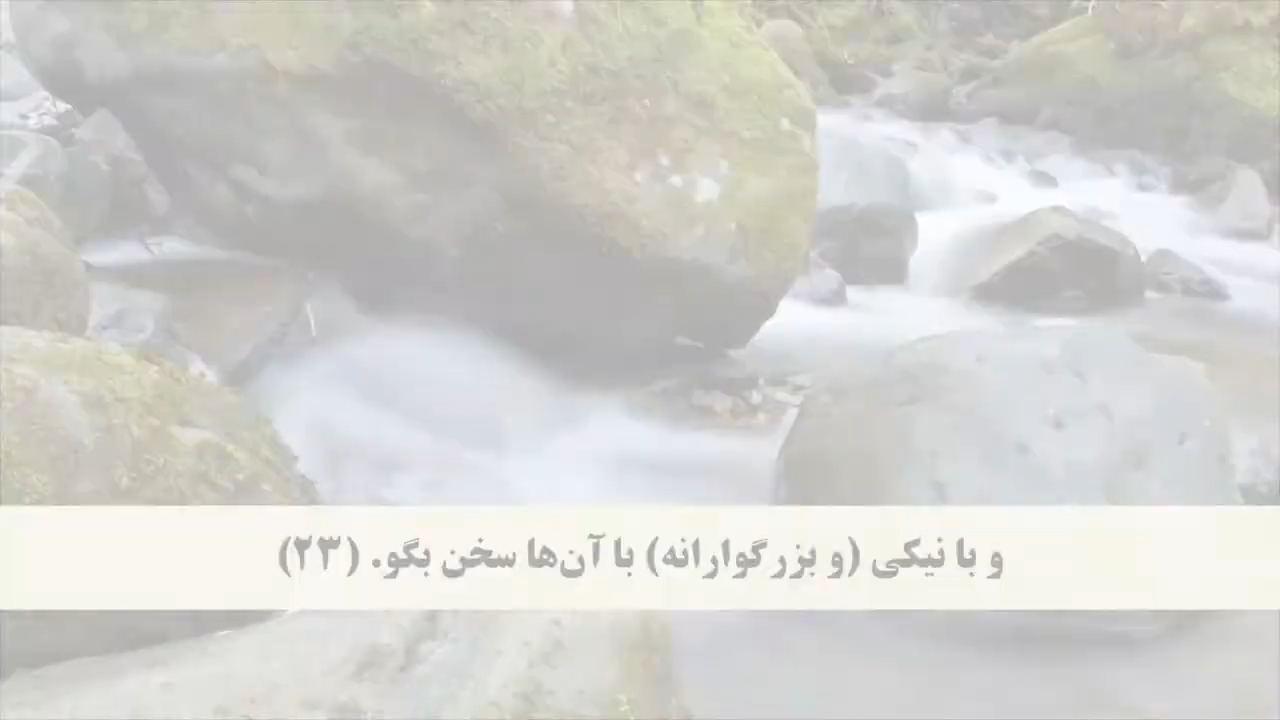 و با نیکی (و بزرگوارانه) با آن‌ها سخن بگو. (۲۳)